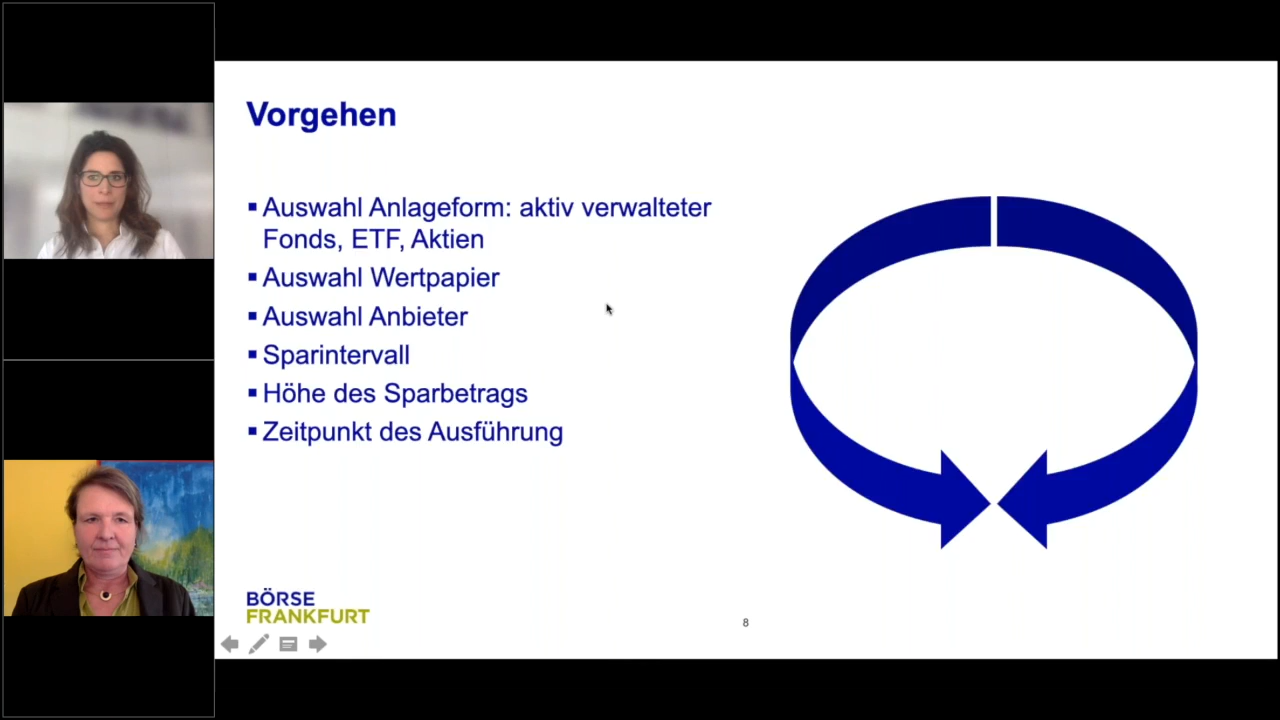 Vorgehen
Auswahl Anlageform: aktiv verwalteter
Fonds, ETF, Aktien
Auswahl Wertpapier
Auswahl Anbieter
Sparintervall
Höhe des Sparbetrags
Zeitpunkt des Ausführung
BÖRSE
FRANKFURT
8